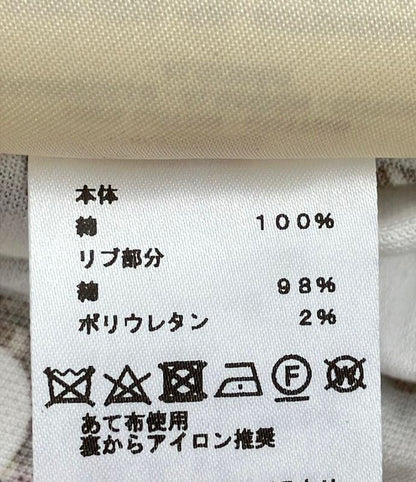 本体
綿 100%
リブ部分
綿 98%
ポリウレタン 2%
F W
あて布使用
裏からアイロン推奨